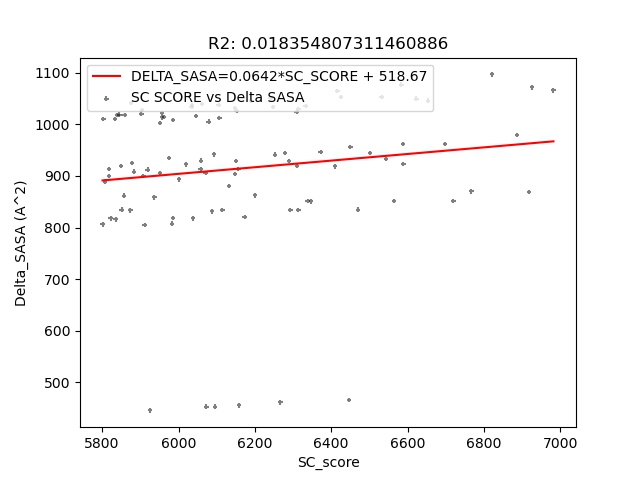 R2: 0.018354807311460886
DELTA_SASA=0.0642*SC_SCORE + 518.67
SC SCORE vs Delta SASA
Delta_SASA (A^2)
1100
1000
900
800
700
600
500
5800 6000 6200 6400 6600 6800 7000
SC_score